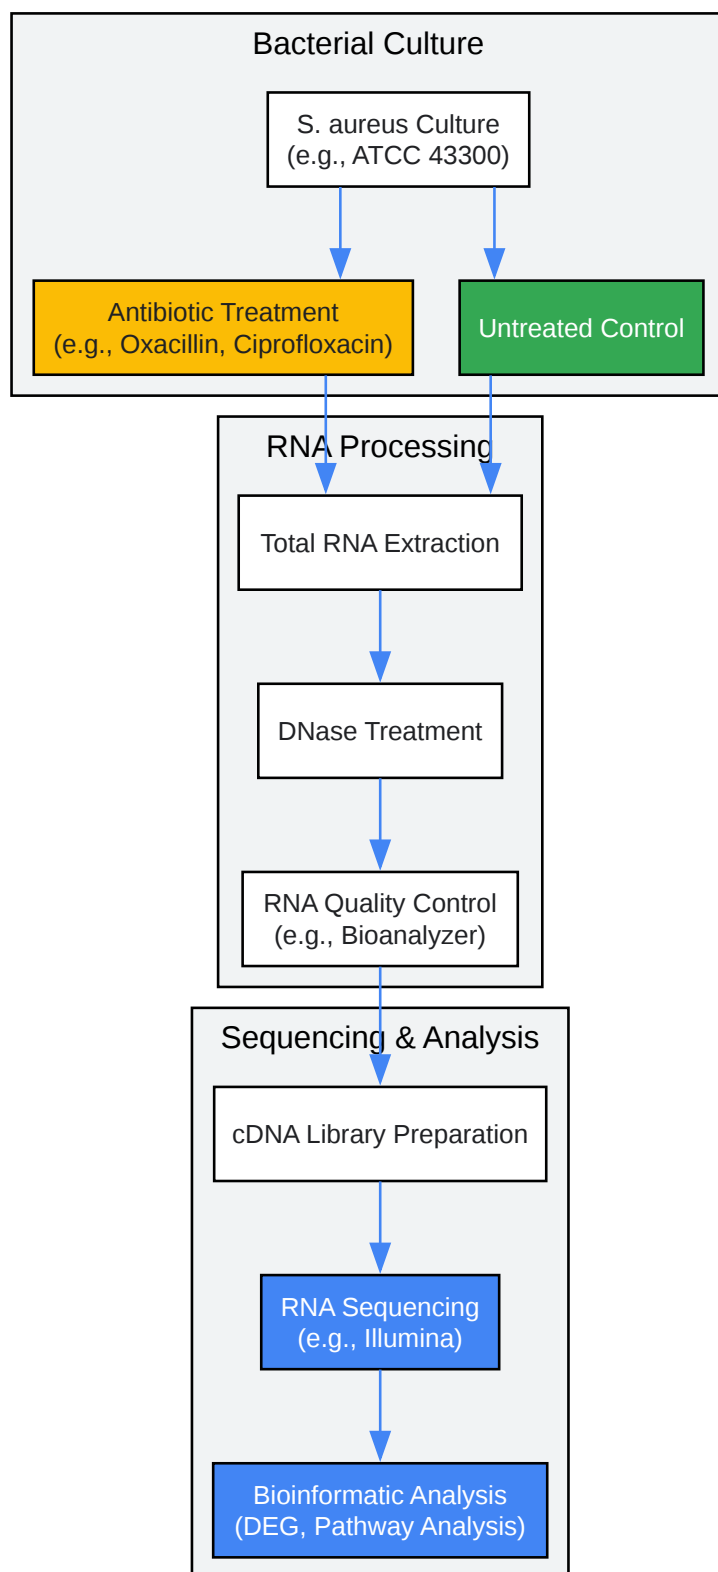 Bacterial Culture
S. aureus Culture
(e.g., ATCC 43300)
Antibiotic Treatment
(e.g., Oxacillin, Ciprofloxacin)
Untreated Control
RNA Processing
Total RNA Extraction
DNase Treatment
RNA Quality Control
(e.g., Bioanalyzer)
Sequencing & Analysis
cDNA Library Preparation
RNA Sequencing
(e.g., Illumina)
Bioinformatic Analysis
(DEG, Pathway Analysis)